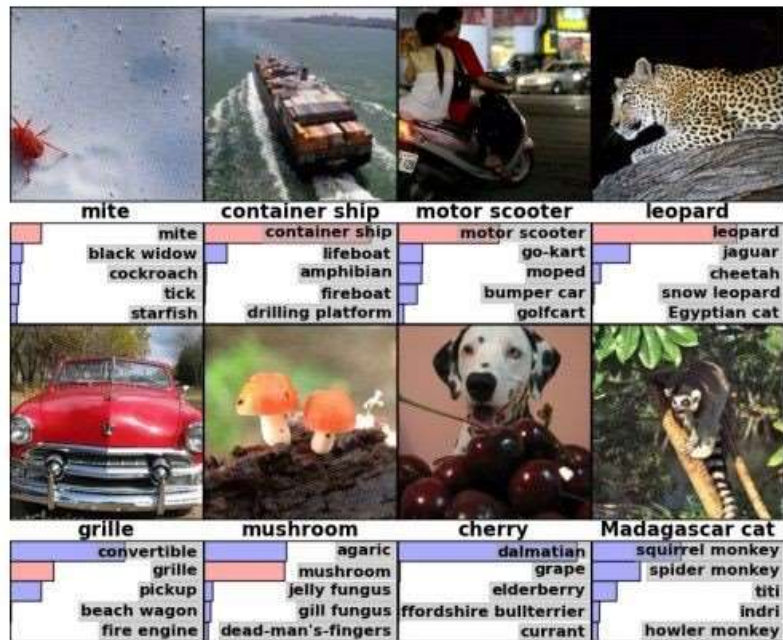 mite
container ship
motor scooter
leopard
mite
black widow
cockroach
tick
starfish
container ship
lifeboat
amphibian
fireboat
drilling platform
motor scooter
go-kart
moped
bumper car
golfcart
leopard
jaguar
cheetah
snow leopard
Egyptian cat
grille
mushroom
cherry
Madagascar cat
convertible
grille
pickup
beach wagon
fire engine
agaric
mushroom
jelly fungus
gill fungus
dead-man's-fingers
dalmatian
grape
elderberry
ffordshire bullterrier
currant
squirrel monkey
spider monkey
titi
indri
howler monkey